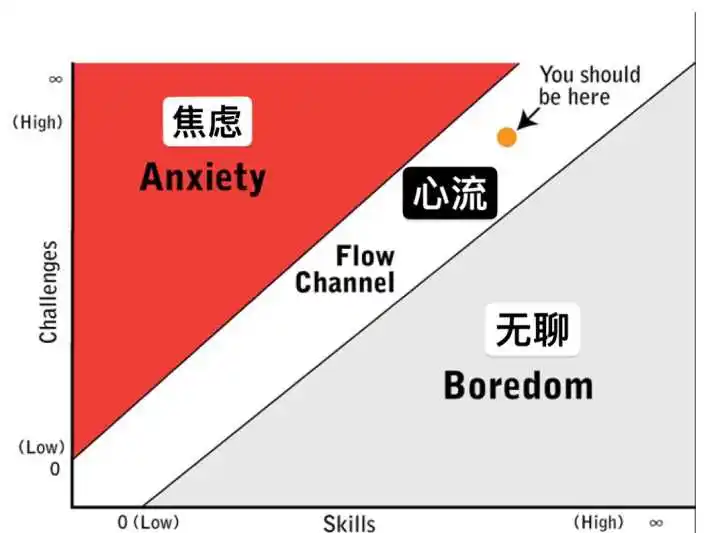 ∞
(High)
焦虑
Anxiety
You should
be here
心流
Flow
Channel
Challenges
无聊
Boredom
(Low)
0
0 (Low)
Skills
(High)
∞